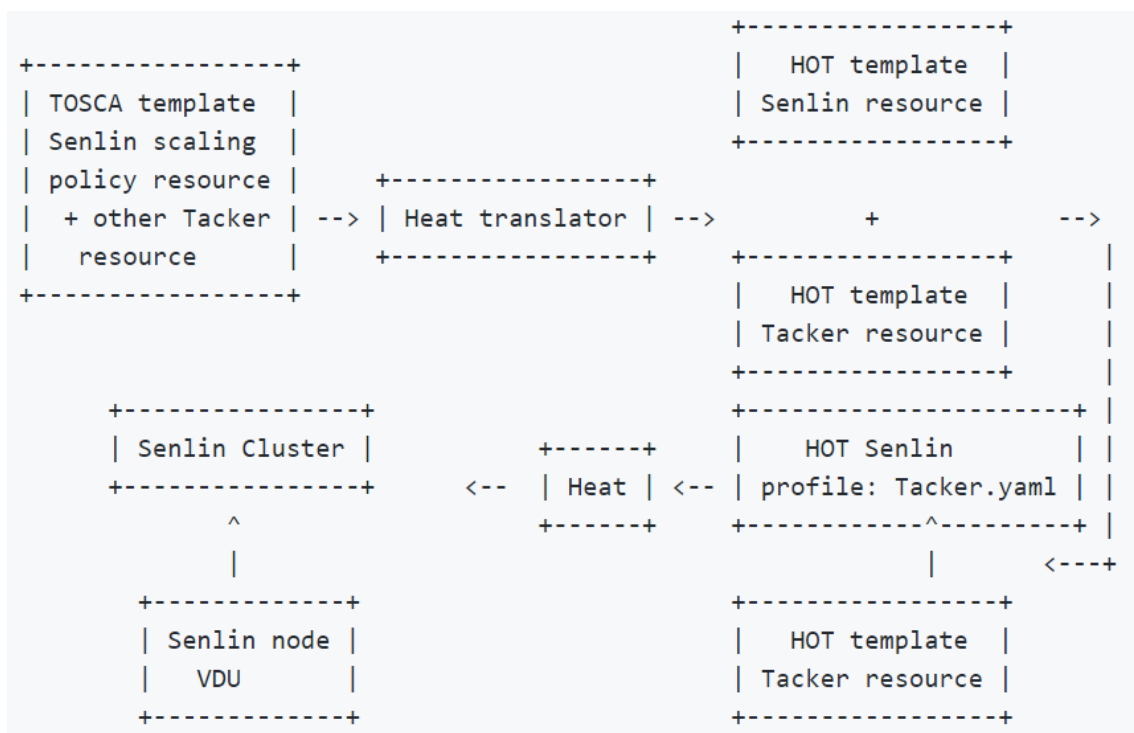 +-----------------+
+-----------------+                              |   HOT template  |
| TOSCA template  |                              | Senlin resource |
| Senlin scaling  |                              +-----------------+
| policy resource |     +-----------------+
|  + other Tacker | --> | Heat translator | -->          +            -->
|   resource      |     +-----------------+     +-----------------+      |
+-----------------+                             |   HOT template  |      |
                                                | Tacker resource |      |
                                                +-----------------+      |
      +----------------+                        +----------------------+ |
      | Senlin Cluster |           +------+     |    HOT Senlin        | |
      +----------------+      <--  | Heat | <-- | profile: Tacker.yaml | |
              ^                    +------+     +------------^---------+ |
              |                                              |       <---+
        +-------------+                         +-----------------+
        | Senlin node |                         |   HOT template  |
        |   VDU       |                         | Tacker resource |
        +-------------+                         +-----------------+